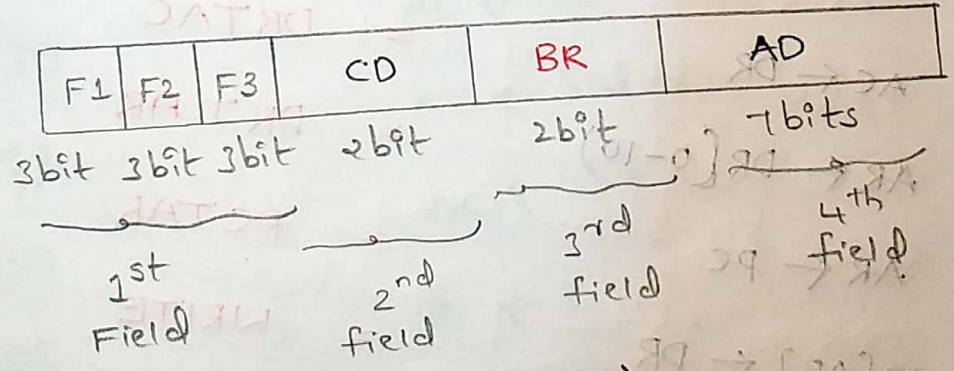 F1 F2 F3 CD BR AD
3bit 3bit 3bit 2bit 2bit 7bits
1st Field
2nd field
3rd field
4th field